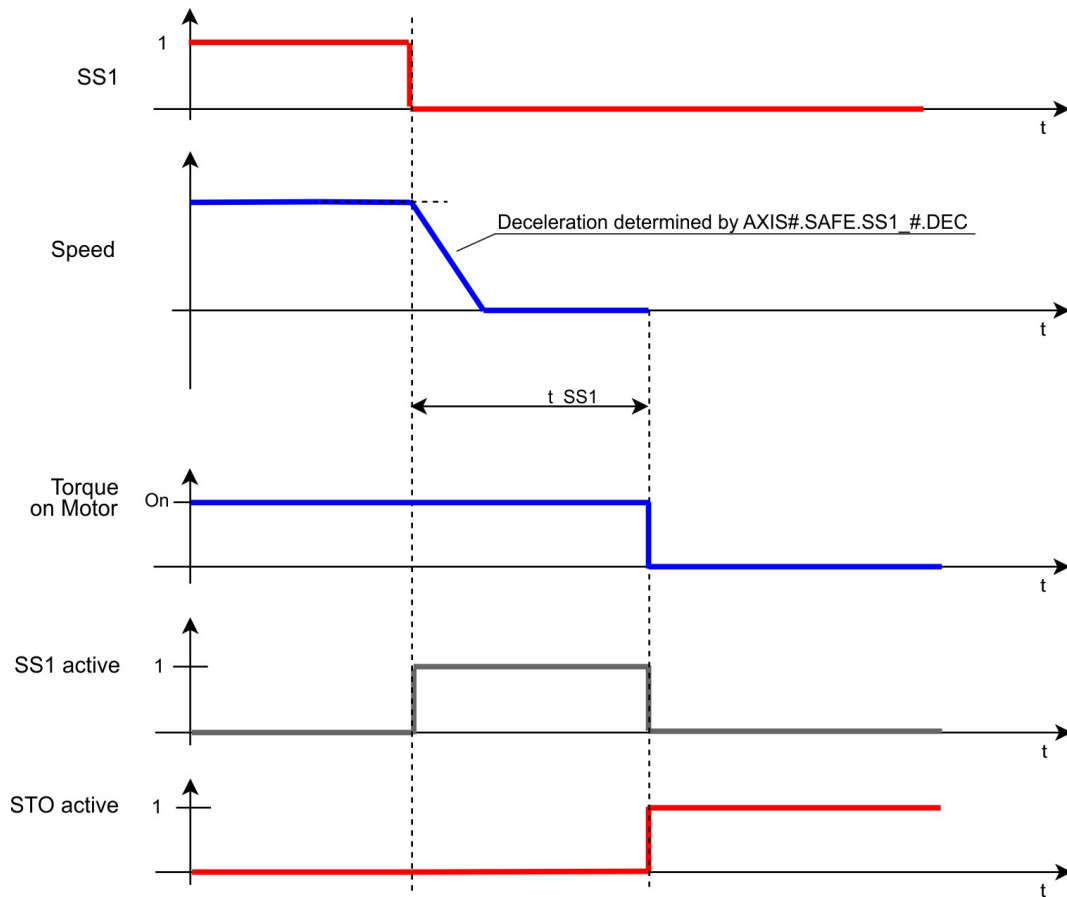 1
SS1
t
Deceleration determined by AXIS#.SAFE.SS1_#.DEC
Speed
t
t SS1
Torque
on Motor
On
t
SS1 active
1
t
STO active
1
t